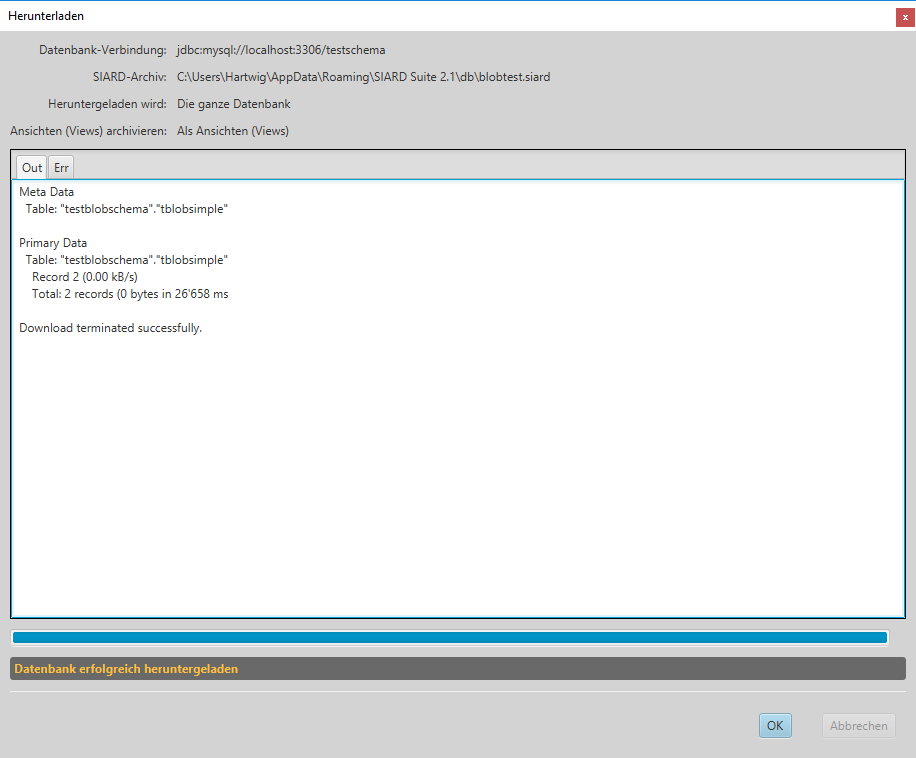 Herunterladen
x
Datenbank-Verbindung: jdbc:mysql://localhost:3306/testschema
SIARD-Archiv: C:\Users\Hartwig\AppData\Roaming\SIARD Suite 2.1\db\blobtest.siard
Heruntergeladen wird: Die ganze Datenbank
Ansichten (Views) archivieren: Als Ansichten (Views)
Out Err
Meta Data
Table: "testblobschema"."tblobsimple"
Primary Data
Table: "testblobschema"."tblobsimple"
Record 2 (0.00 kB/s)
Total: 2 records (0 bytes in 26'658 ms
Download terminated successfully.
Datenbank erfolgreich heruntergeladen
OK Abbrechen